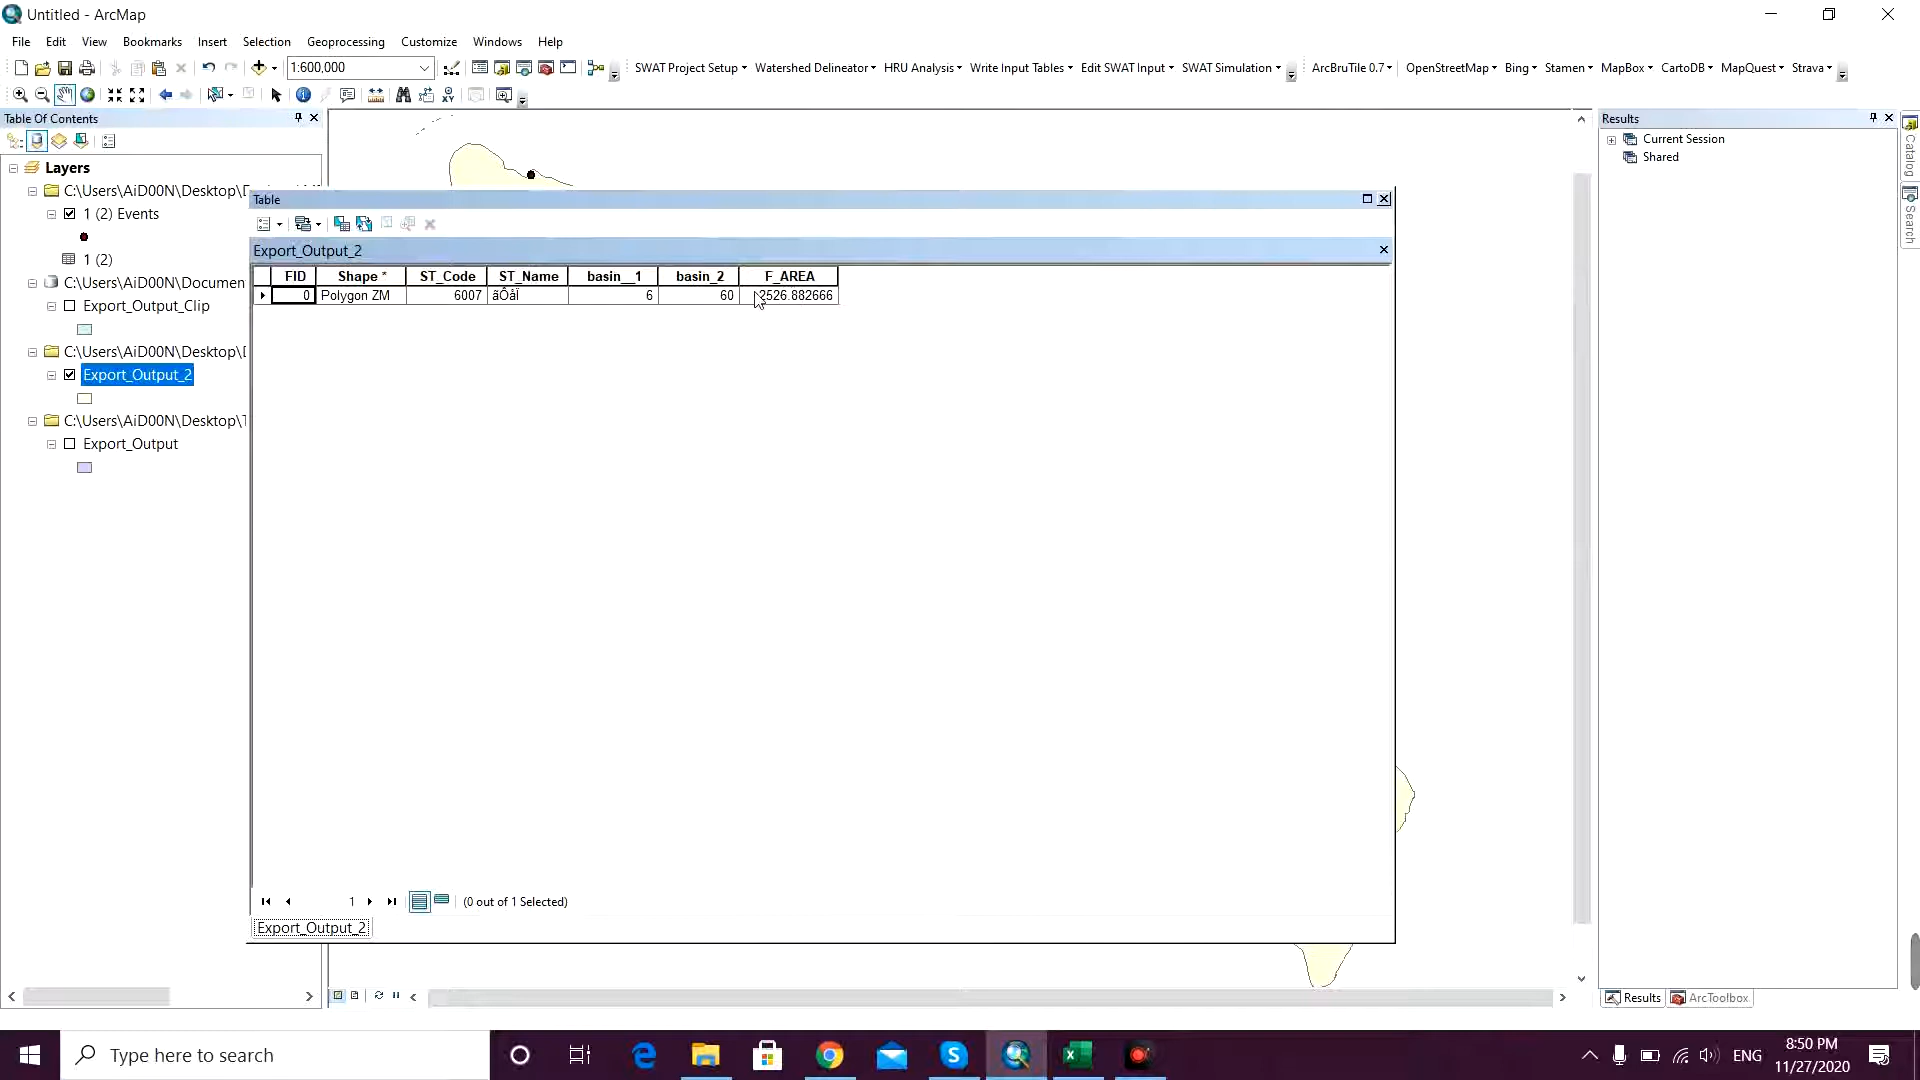 Untitled - ArcMap
File Edit View Bookmarks Insert Selection Geoprocessing Customize Windows Help
1:600,000 SWAT Project Setup Watershed Delineator HRU Analysis Write Input Tables Edit SWAT Input SWAT Simulation ArcBruTile 0.7 OpenStreetMap Bing Stamen MapBox CartoDB MapQuest Strava
Table Of Contents
Layers
C:\Users\AiD00N\Desktop\
1 (2) Events
1 (2)
C:\Users\AiD00N\Documen
Export_Output_Clip
C:\Users\AiD00N\Desktop\
Export_Output_2
C:\Users\AiD00N\Desktop\
Export_Output
Table
Export_Output_2
FID Shape * ST_Code ST_Name basin__1 basin_2 F_AREA
0 Polygon ZM 6007 ãÔåÏ 6 60 2526.882666
1 (0 out of 1 Selected)
Export_Output_2
Results
Current Session
Shared
Catalog
Search
Results ArcToolbox
Type here to search
ENG
8:50 PM
11/27/2020